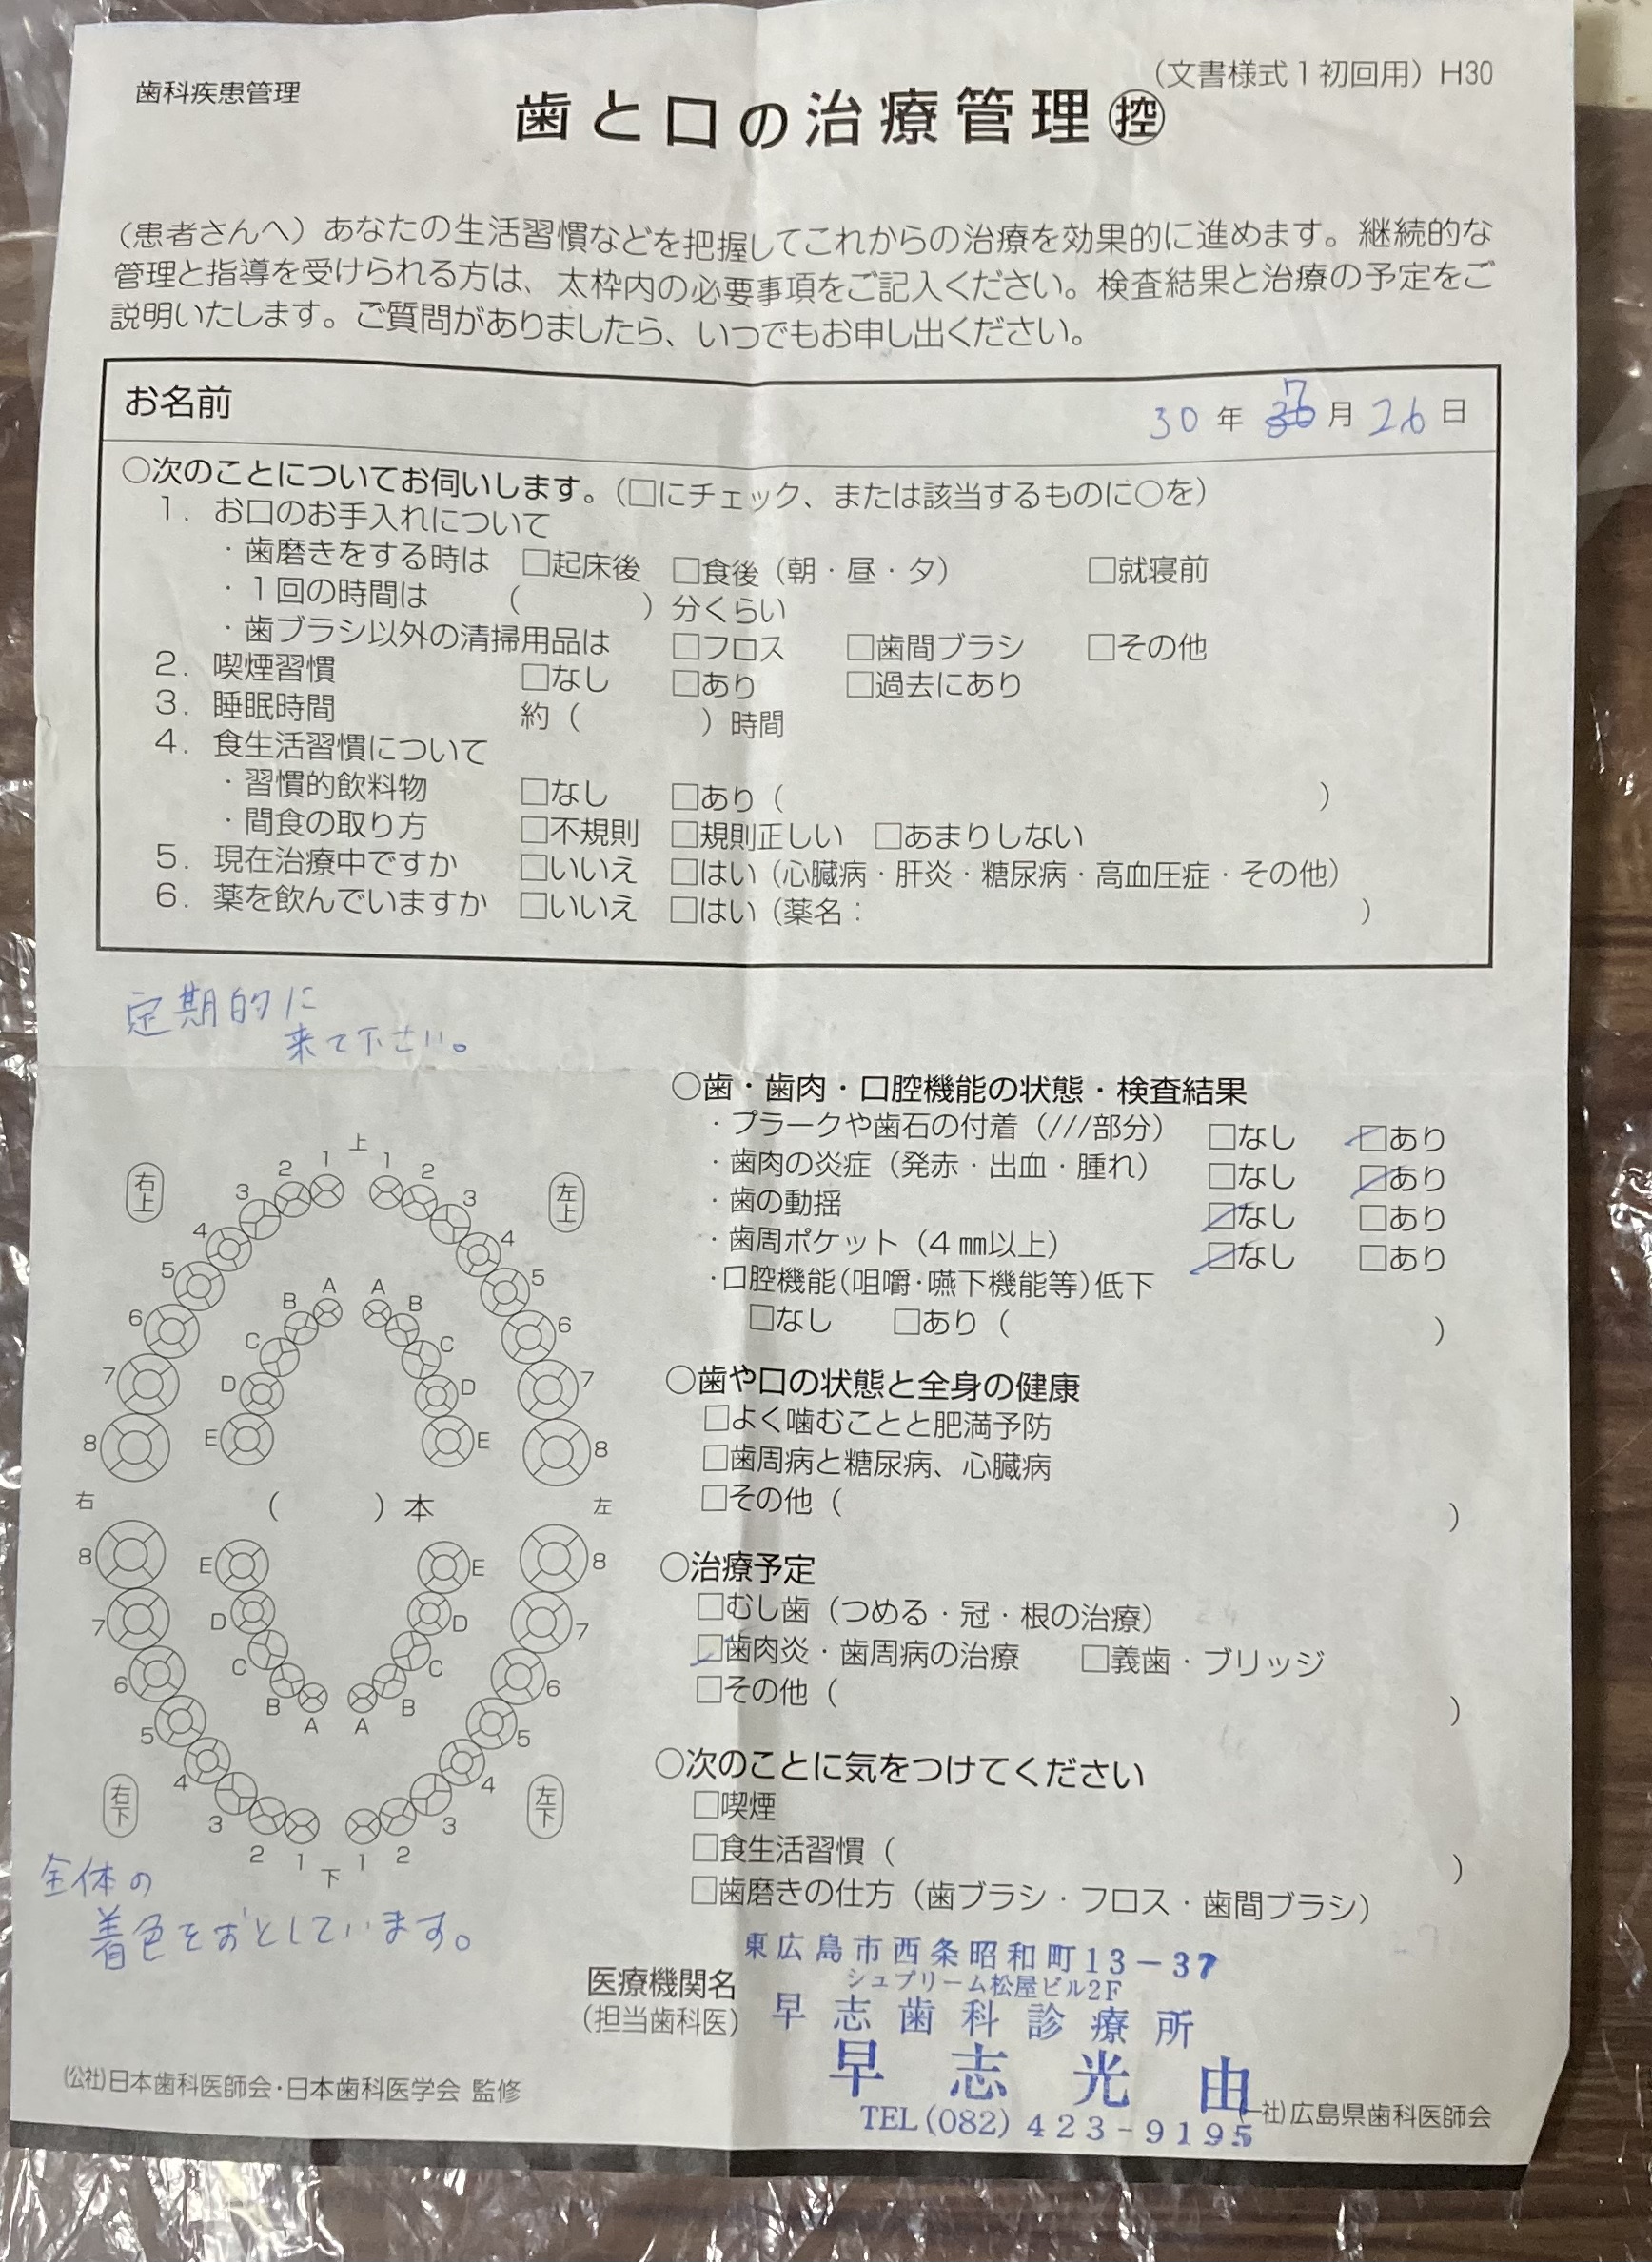 歯科疾患管理
（文書様式１初回用）H30
歯と口の治療管理㊢
（患者さんへ）あなたの生活習慣などを把握してこれからの治療を効果的に進めます。継続的な
管理と指導を受けられる方は、太枠内の必要事項をご記入ください。検査結果と治療の予定をご
説明いたします。ご質問がありましたら、いつでもお申し出ください。
お名前
30 年 7 月 26 日
○次のことについてお伺いします。（□にチェック、または該当するものに○を）
1．お口のお手入れについて
・歯磨きをする時は □起床後 □食後（朝・昼・夕） □就寝前
・１回の時間は （ ）分くらい
・歯ブラシ以外の清掃用品は □フロス □歯間ブラシ □その他
2．喫煙習慣 □なし □あり □過去にあり
3．睡眠時間 約（ ）時間
4．食生活習慣について
・習慣的飲料物 □なし □あり（ ）
・間食の取り方 □不規則 □規則正しい □あまりしない
5．現在治療中ですか □いいえ □はい（心臓病・肝炎・糖尿病・高血圧症・その他）
6．薬を飲んでいますか □いいえ □はい（薬名： ）
定期的に
来て下さい。
上
右上 左上
2 1 1 2
3 3
4 4
5 5
A A
B B
6 6
C C
7 7
D D
E E
8 8
右 （ ）本 左
8 8
E E
D D
7 7
C C
6 6
B B
A A
5 5
4 4
右下 左下
3 3
2 1 1 2
下
全体の
着色をおとしています。
○歯・歯肉・口腔機能の状態・検査結果
・プラークや歯石の付着（///部分） □なし ☑あり
・歯肉の炎症（発赤・出血・腫れ） □なし ☑あり
・歯の動揺 ☑なし □あり
・歯周ポケット（4㎜以上） ☑なし □あり
・口腔機能(咀嚼・嚥下機能等)低下
□なし □あり（ ）
○歯や口の状態と全身の健康
□よく噛むことと肥満予防
□歯周病と糖尿病、心臓病
□その他（ ）
○治療予定
□むし歯（つめる・冠・根の治療）
☑歯肉炎・歯周病の治療 □義歯・ブリッジ
□その他（ ）
○次のことに気をつけてください
□喫煙
□食生活習慣（ ）
□歯磨きの仕方（歯ブラシ・フロス・歯間ブラシ）
東広島市西条昭和町13－37
シュプリーム松屋ビル2F
医療機関名
（担当歯科医）
早志歯科診療所
早志光由
TEL(082)423-9195
(公社)日本歯科医師会・日本歯科医学会 監修
(一社)広島県歯科医師会